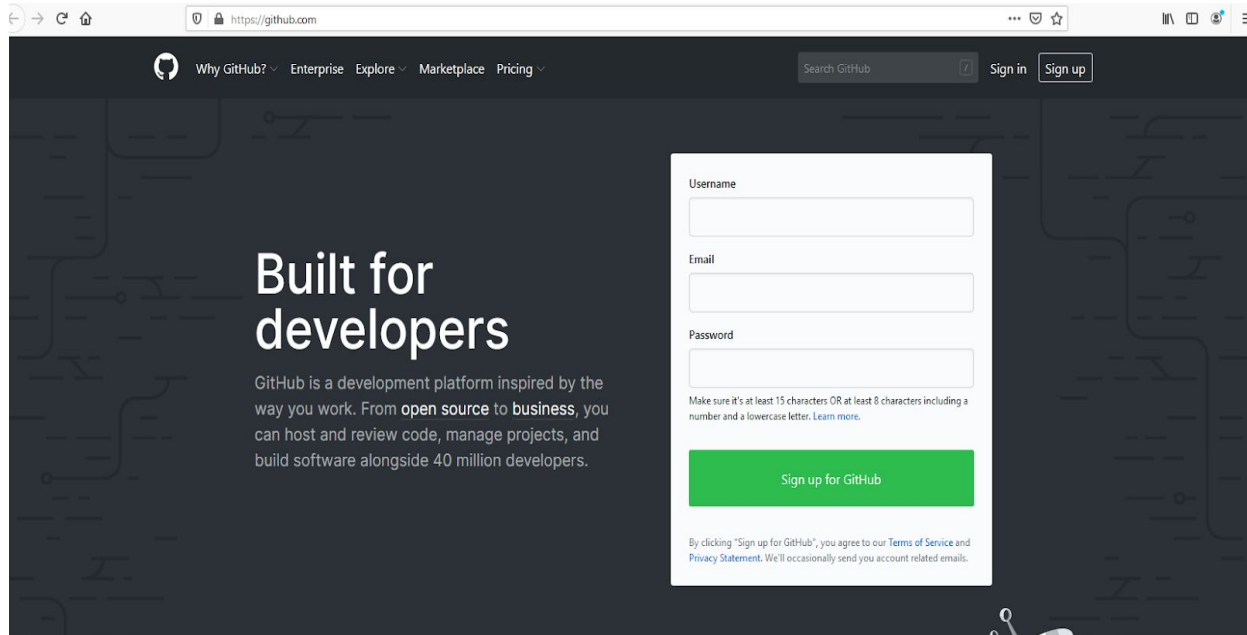 https://github.com
Why GitHub? Enterprise Explore Marketplace Pricing
Search GitHub /
Sign in Sign up
Built for
developers
GitHub is a development platform inspired by the
way you work. From open source to business, you
can host and review code, manage projects, and
build software alongside 40 million developers.
Username
Email
Password
Make sure it's at least 15 characters OR at least 8 characters including a
number and a lowercase letter. Learn more.
Sign up for GitHub
By clicking "Sign up for GitHub", you agree to our Terms of Service and
Privacy Statement. We'll occasionally send you account related emails.